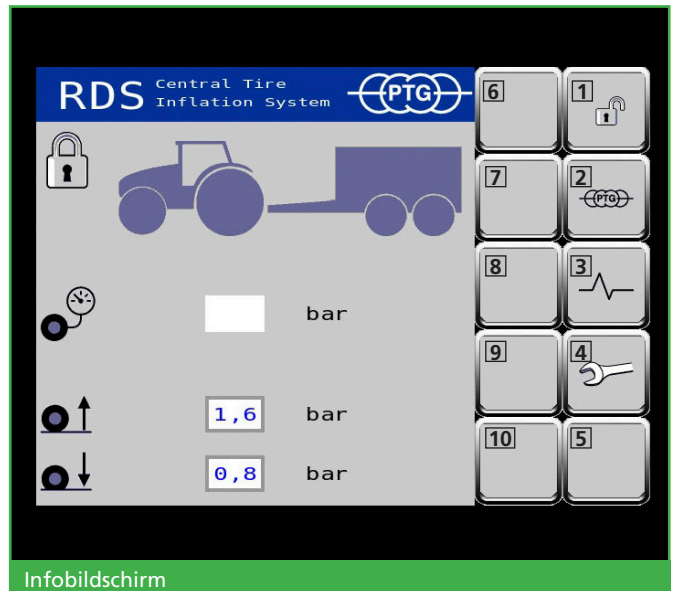 RDS Central Tire
Inflation System
PTG
6
1
7
2
PTG
8
3
bar
9
4
1,6 bar
10
5
0,8 bar
Infobildschirm